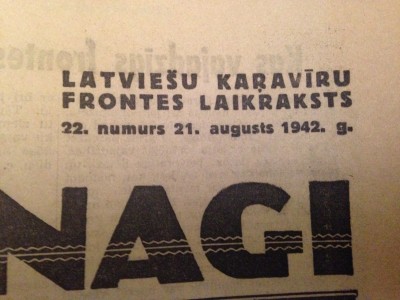 LATVIEŠU KAŖAVĪRU
FRONTES LAIKRAKSTS
22. numurs 21. augusts 1942. g.
NAGI